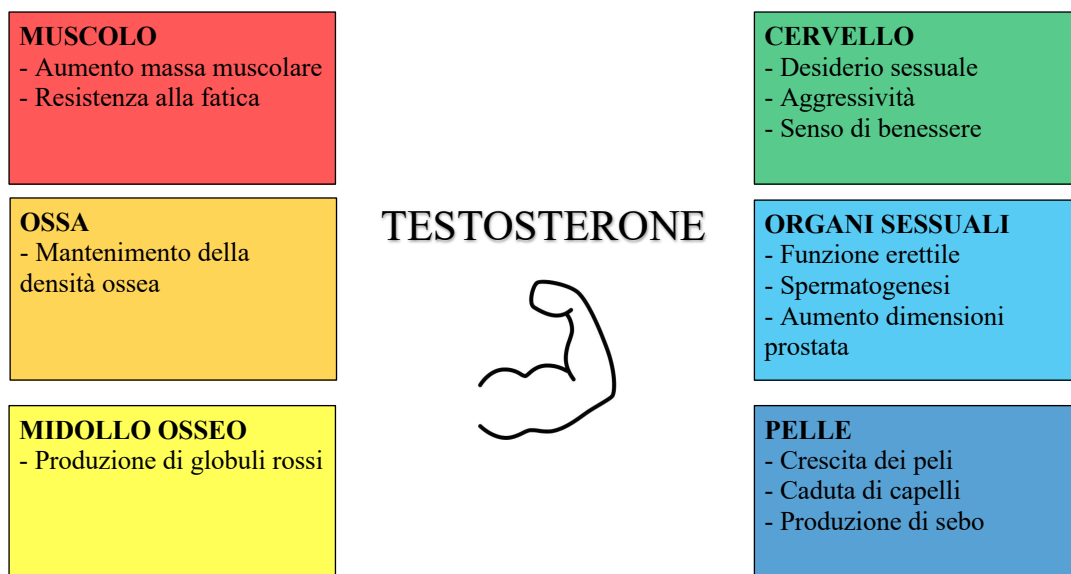 MUSCOLO
- Aumento massa muscolare
- Resistenza alla fatica
OSSA
- Mantenimento della
densità ossea
MIDOLLO OSSEO
- Produzione di globuli rossi
TESTOSTERONE
CERVELLO
- Desiderio sessuale
- Aggressività
- Senso di benessere
ORGANI SESSUALI
- Funzione erettile
- Spermatogenesi
- Aumento dimensioni
prostata
PELLE
- Crescita dei peli
- Caduta di capelli
- Produzione di sebo